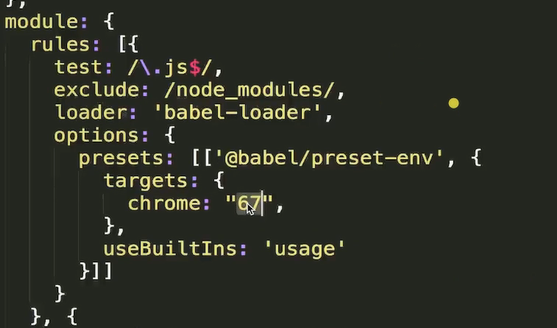 },
module: {
rules: [{
test: /\.js$/,
exclude: /node_modules/,
loader: 'babel-loader',
options: {
presets: [['@babel/preset-env', {
targets: {
chrome: "67",
},
useBuiltIns: 'usage'
}]]
}
}, {